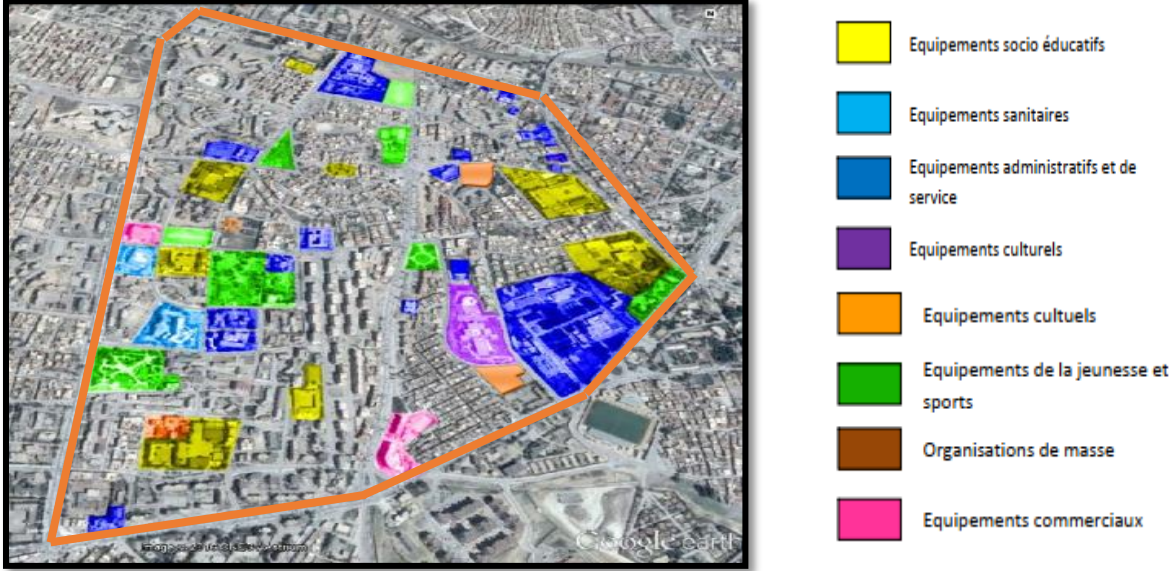 N
Equipements socio éducatifs
Equipements sanitaires
Equipements administratifs et de
service
Equipements culturels
Equipements cultuels
Equipements de la jeunesse et
sports
Organisations de masse
Equipements commerciaux
Google earth